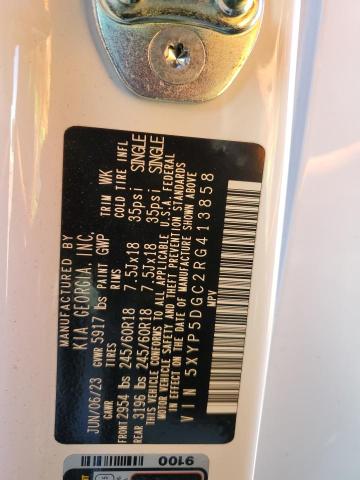 MANUFACTURED BY
KIA GEORGIA, INC.
JUN/06/23 GVWR 5917 lbs PAINT GWP TRIM WK
GAWR TIRES RIMS COLD TIRE INFL
FRONT 2954 lbs 245/60R18 7.5Jx18 35psi SINGLE
REAR 3196 lbs 245/60R18 7.5Jx18 35psi SINGLE
THIS VEHICLE CONFORMS TO ALL APPLICABLE U.S.A. FEDERAL
MOTOR VEHICLE SAFETY AND THEFT PREVENTION STANDARDS
IN EFFECT ON THE DATE OF MANUFACTURE SHOWN ABOVE
VIN 5XYP5DGC2RG413858
MPV
9100